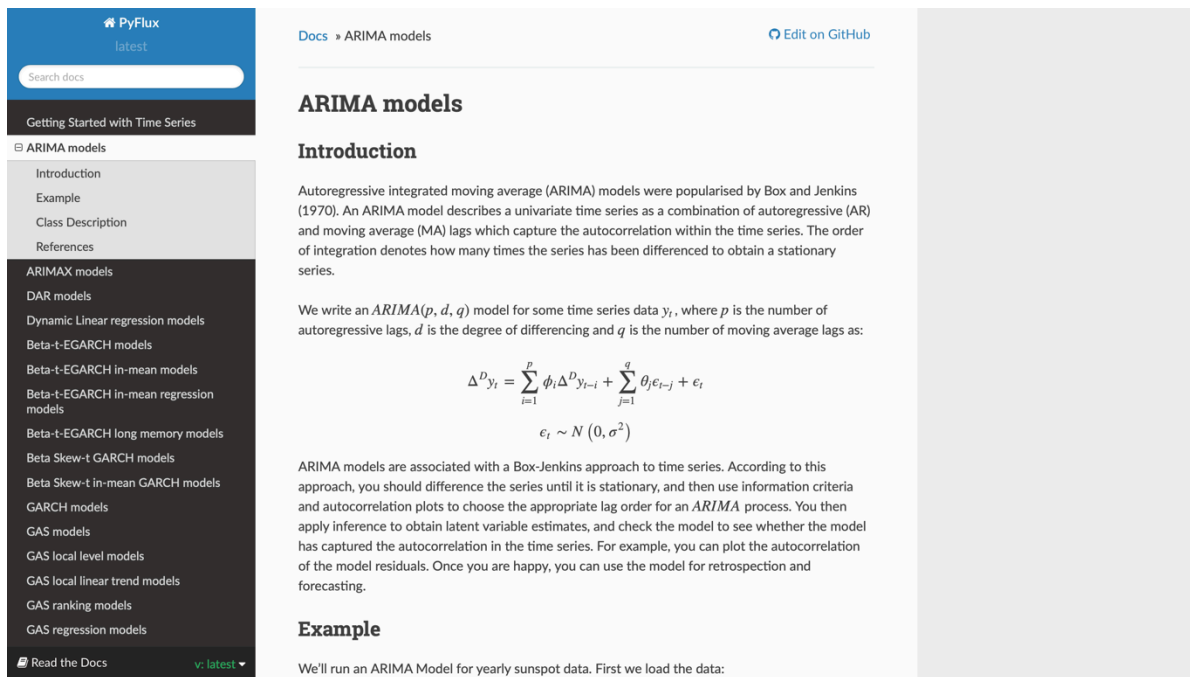 PyFlux
latest
Search docs
Getting Started with Time Series
ARIMA models
Introduction
Example
Class Description
References
ARIMAX models
DAR models
Dynamic Linear regression models
Beta-t-EGARCH models
Beta-t-EGARCH in-mean models
Beta-t-EGARCH in-mean regression
models
Beta-t-EGARCH long memory models
Beta Skew-t GARCH models
Beta Skew-t in-mean GARCH models
GARCH models
GAS models
GAS local level models
GAS local linear trend models
GAS ranking models
GAS regression models
Read the Docs
v: latest
Docs » ARIMA models
Edit on GitHub
ARIMA models
Introduction
Autoregressive integrated moving average (ARIMA) models were popularised by Box and Jenkins
(1970). An ARIMA model describes a univariate time series as a combination of autoregressive (AR)
and moving average (MA) lags which capture the autocorrelation within the time series. The order
of integration denotes how many times the series has been differenced to obtain a stationary
series.
We write an ARIMA(p, d, q) model for some time series data yₜ, where p is the number of
autoregressive lags, d is the degree of differencing and q is the number of moving average lags as:
Δ^D y_t = ∑_{i=1}^{p} ϕ_i Δ^D y_{t−i} + ∑_{j=1}^{q} θ_j ϵ_{t−j} + ϵ_t
ϵ_t ∼ N (0, σ²)
ARIMA models are associated with a Box-Jenkins approach to time series. According to this
approach, you should difference the series until it is stationary, and then use information criteria
and autocorrelation plots to choose the appropriate lag order for an ARIMA process. You then
apply inference to obtain latent variable estimates, and check the model to see whether the model
has captured the autocorrelation in the time series. For example, you can plot the autocorrelation
of the model residuals. Once you are happy, you can use the model for retrospection and
forecasting.
Example
We'll run an ARIMA Model for yearly sunspot data. First we load the data: